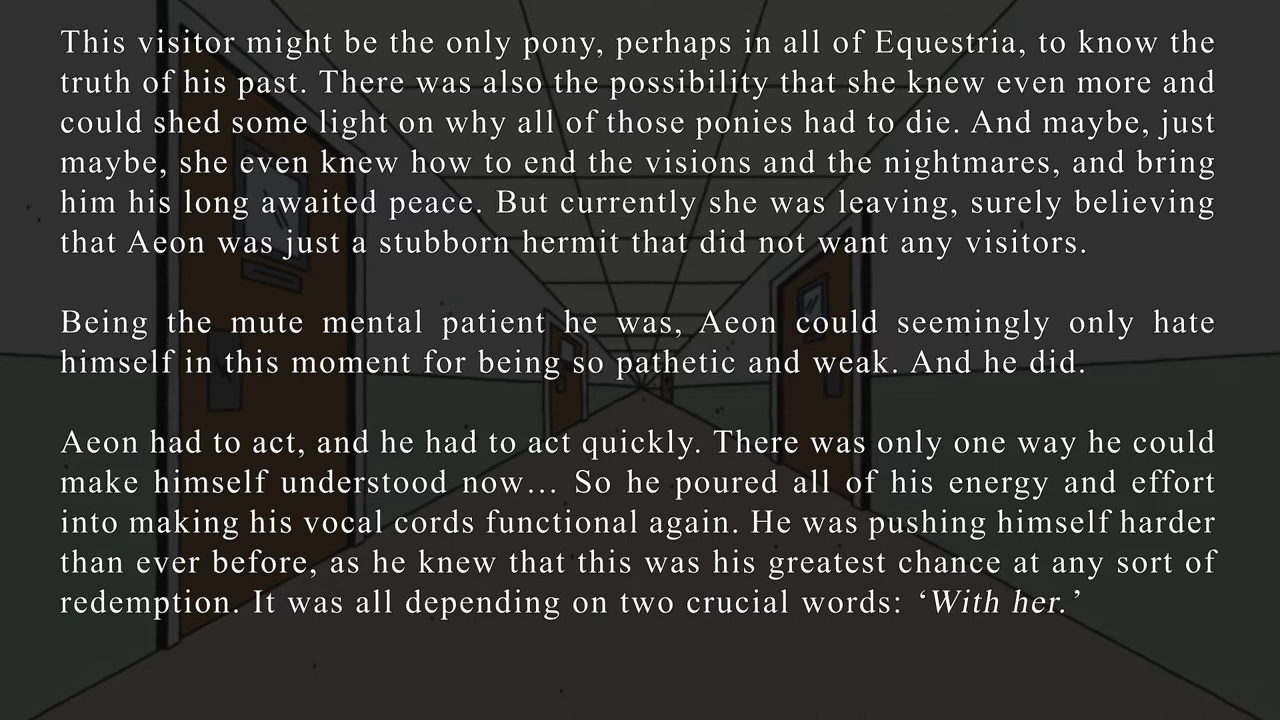 This visitor might be the only pony, perhaps in all of Equestria, to know the
truth of his past. There was also the possibility that she knew even more and
could shed some light on why all of those ponies had to die. And maybe, just
maybe, she even knew how to end the visions and the nightmares, and bring
him his long awaited peace. But currently she was leaving, surely believing
that Aeon was just a stubborn hermit that did not want any visitors.
Being the mute mental patient he was, Aeon could seemingly only hate
himself in this moment for being so pathetic and weak. And he did.
Aeon had to act, and he had to act quickly. There was only one way he could
make himself understood now… So he poured all of his energy and effort
into making his vocal cords functional again. He was pushing himself harder
than ever before, as he knew that this was his greatest chance at any sort of
redemption. It was all depending on two crucial words: ‘With her.’